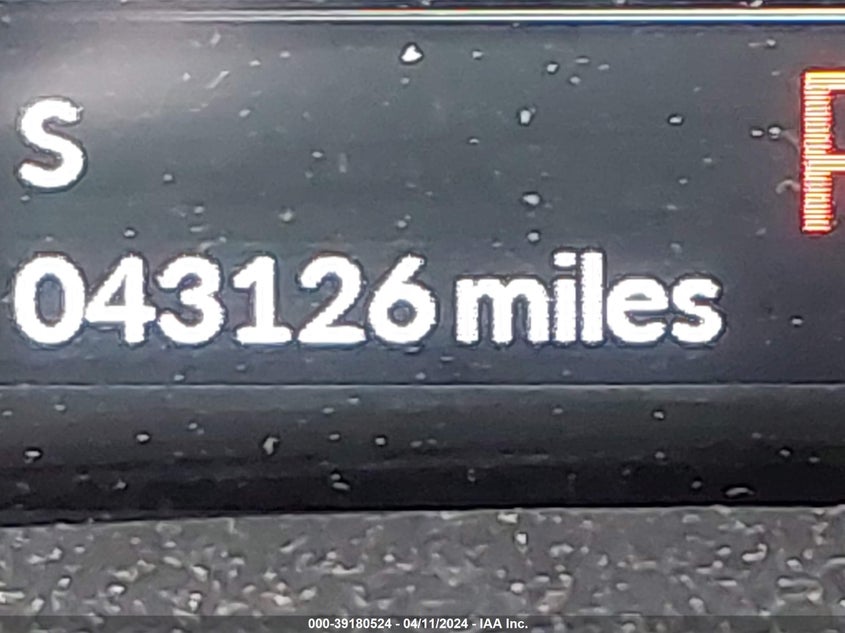 S
043126 miles
000-39180524 - 04/11/2024 - IAA Inc.